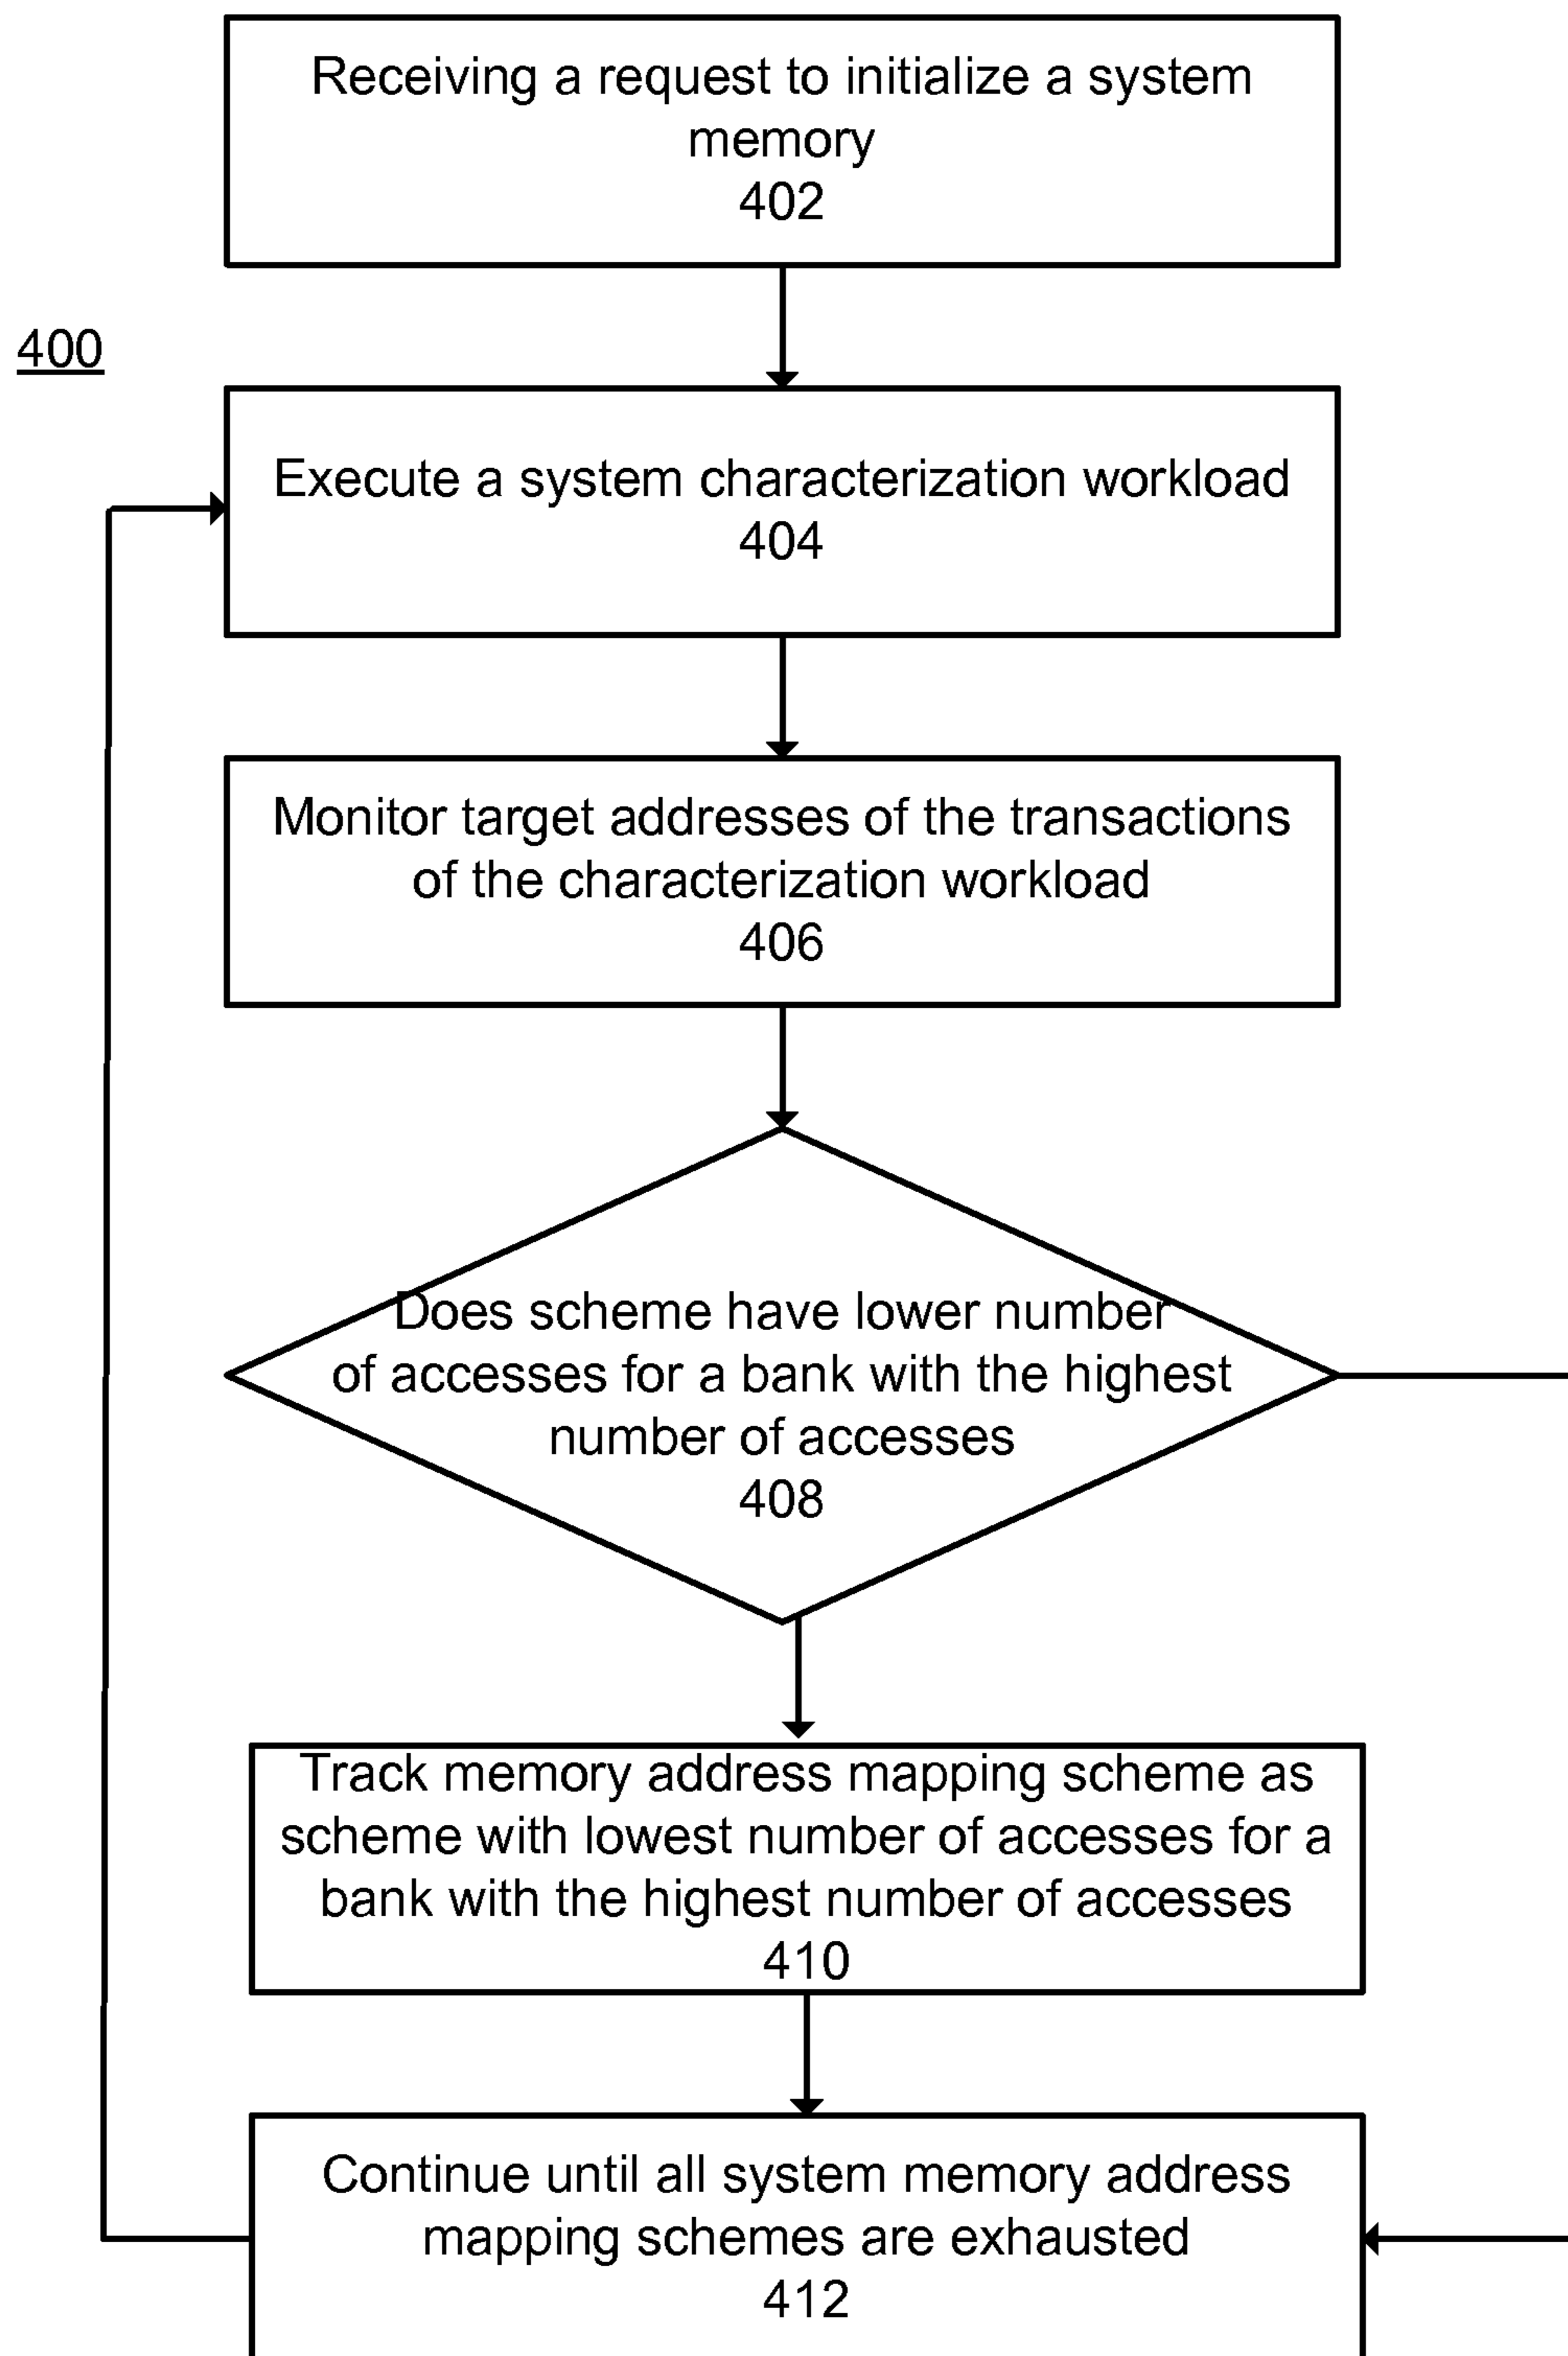 Receiving a request to initialize a system
memory
402
400
Execute a system characterization workload
404
Monitor target addresses of the transactions
of the characterization workload
406
Does scheme have lower number
of accesses for a bank with the highest
number of accesses
408
Track memory address mapping scheme as
scheme with lowest number of accesses for a
bank with the highest number of accesses
410
Continue until all system memory address
mapping schemes are exhausted
412